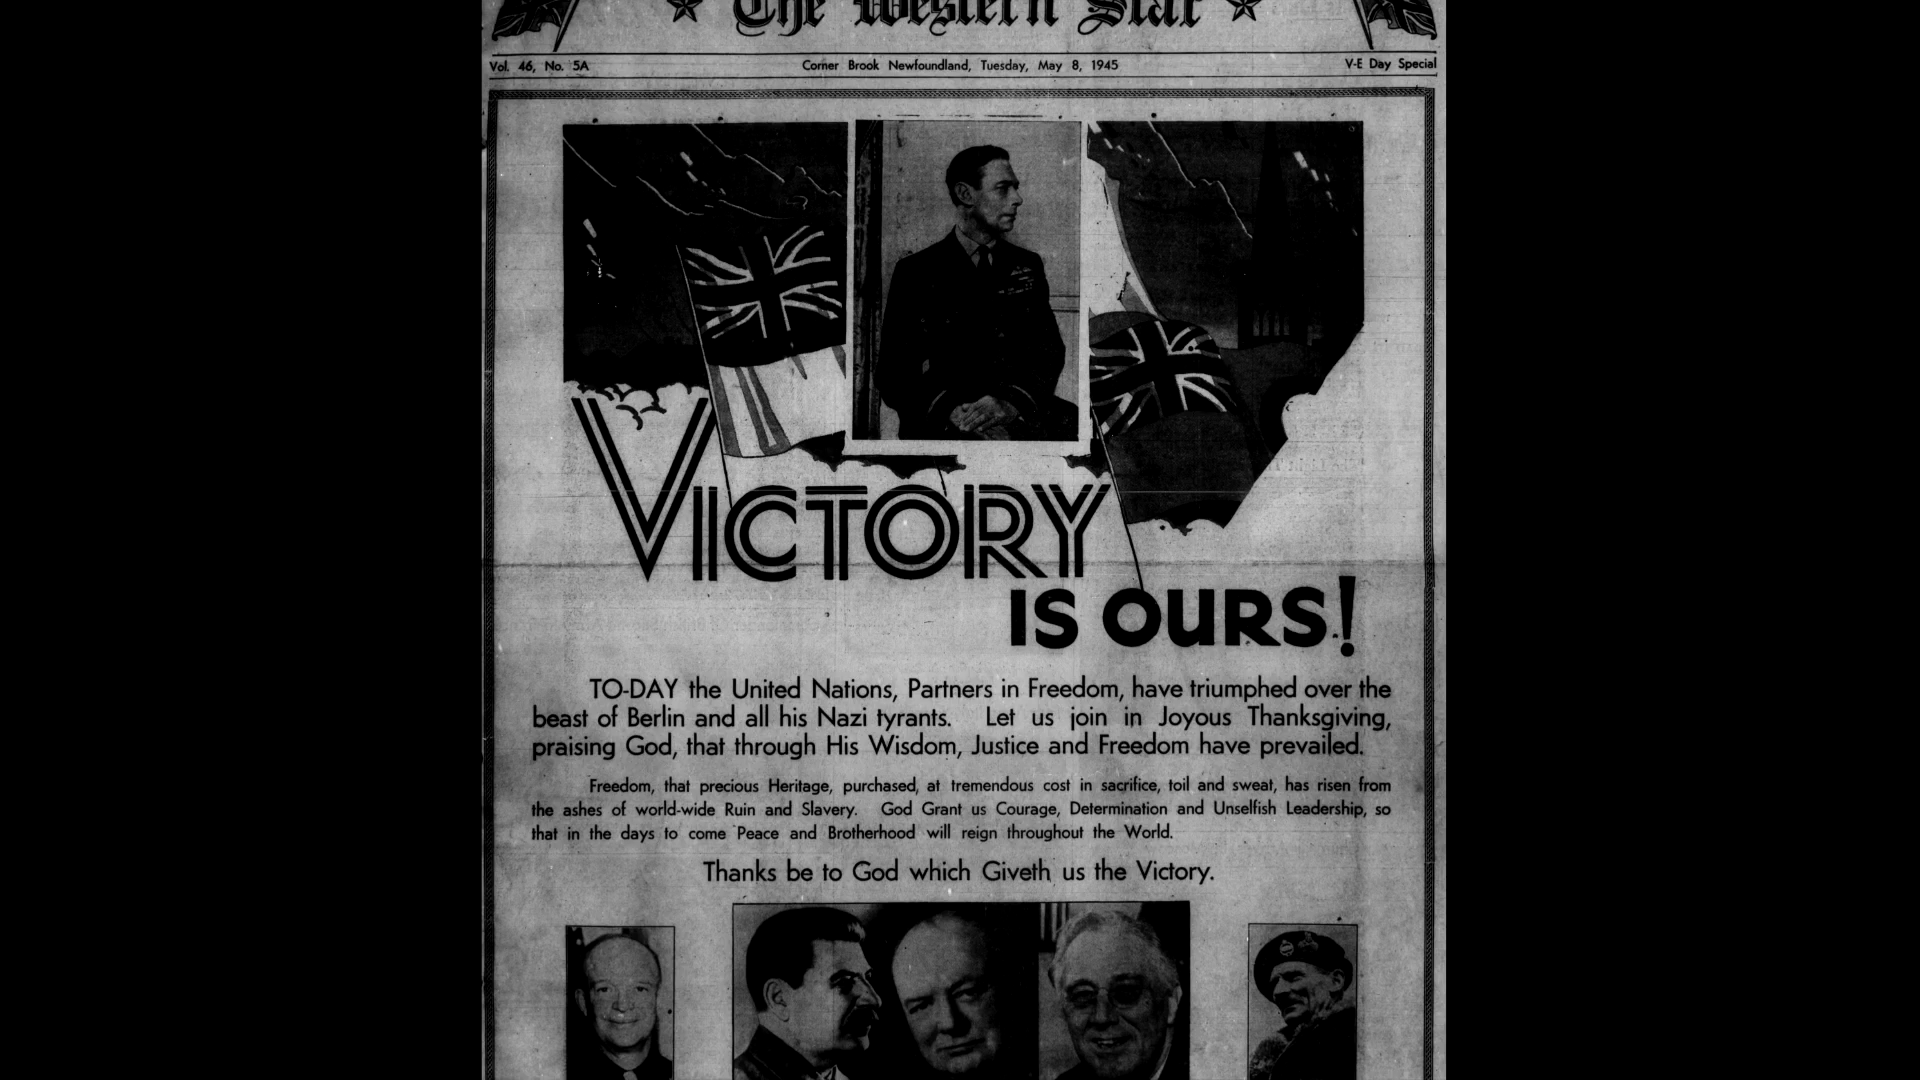 The Western Star
Vol. 46, No. 5A
Corner Brook Newfoundland, Tuesday, May 8, 1945
V-E Day Special
VICTORY
IS OURS!
TO-DAY the United Nations, Partners in Freedom, have triumphed over the
beast of Berlin and all his Nazi tyrants. Let us join in Joyous Thanksgiving,
praising God, that through His Wisdom, Justice and Freedom have prevailed.
Freedom, that precious Heritage, purchased, at tremendous cost in sacrifice, toil and sweat, has risen from
the ashes of world-wide Ruin and Slavery. God Grant us Courage, Determination and Unselfish Leadership, so
that in the days to come Peace and Brotherhood will reign throughout the World.
Thanks be to God which Giveth us the Victory.